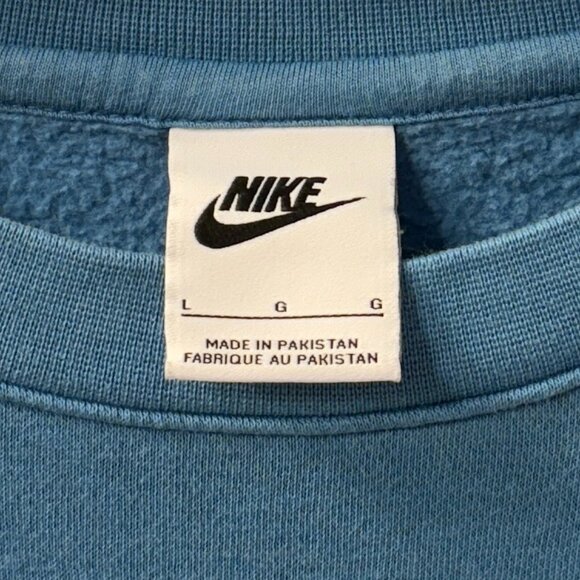 NIKE
L G G
MADE IN PAKISTAN
FABRIQUE AU PAKISTAN